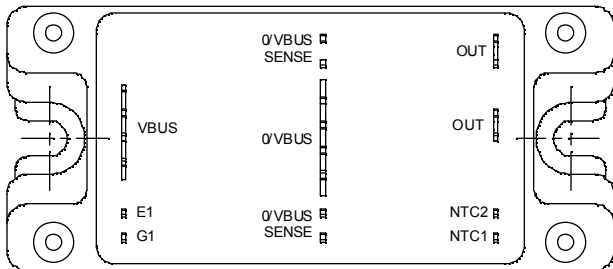 0/VBUS
SENSE
OUT
VBUS
0/VBUS
OUT
E1
0/VBUS
SENSE
NTC2
G1
NTC1